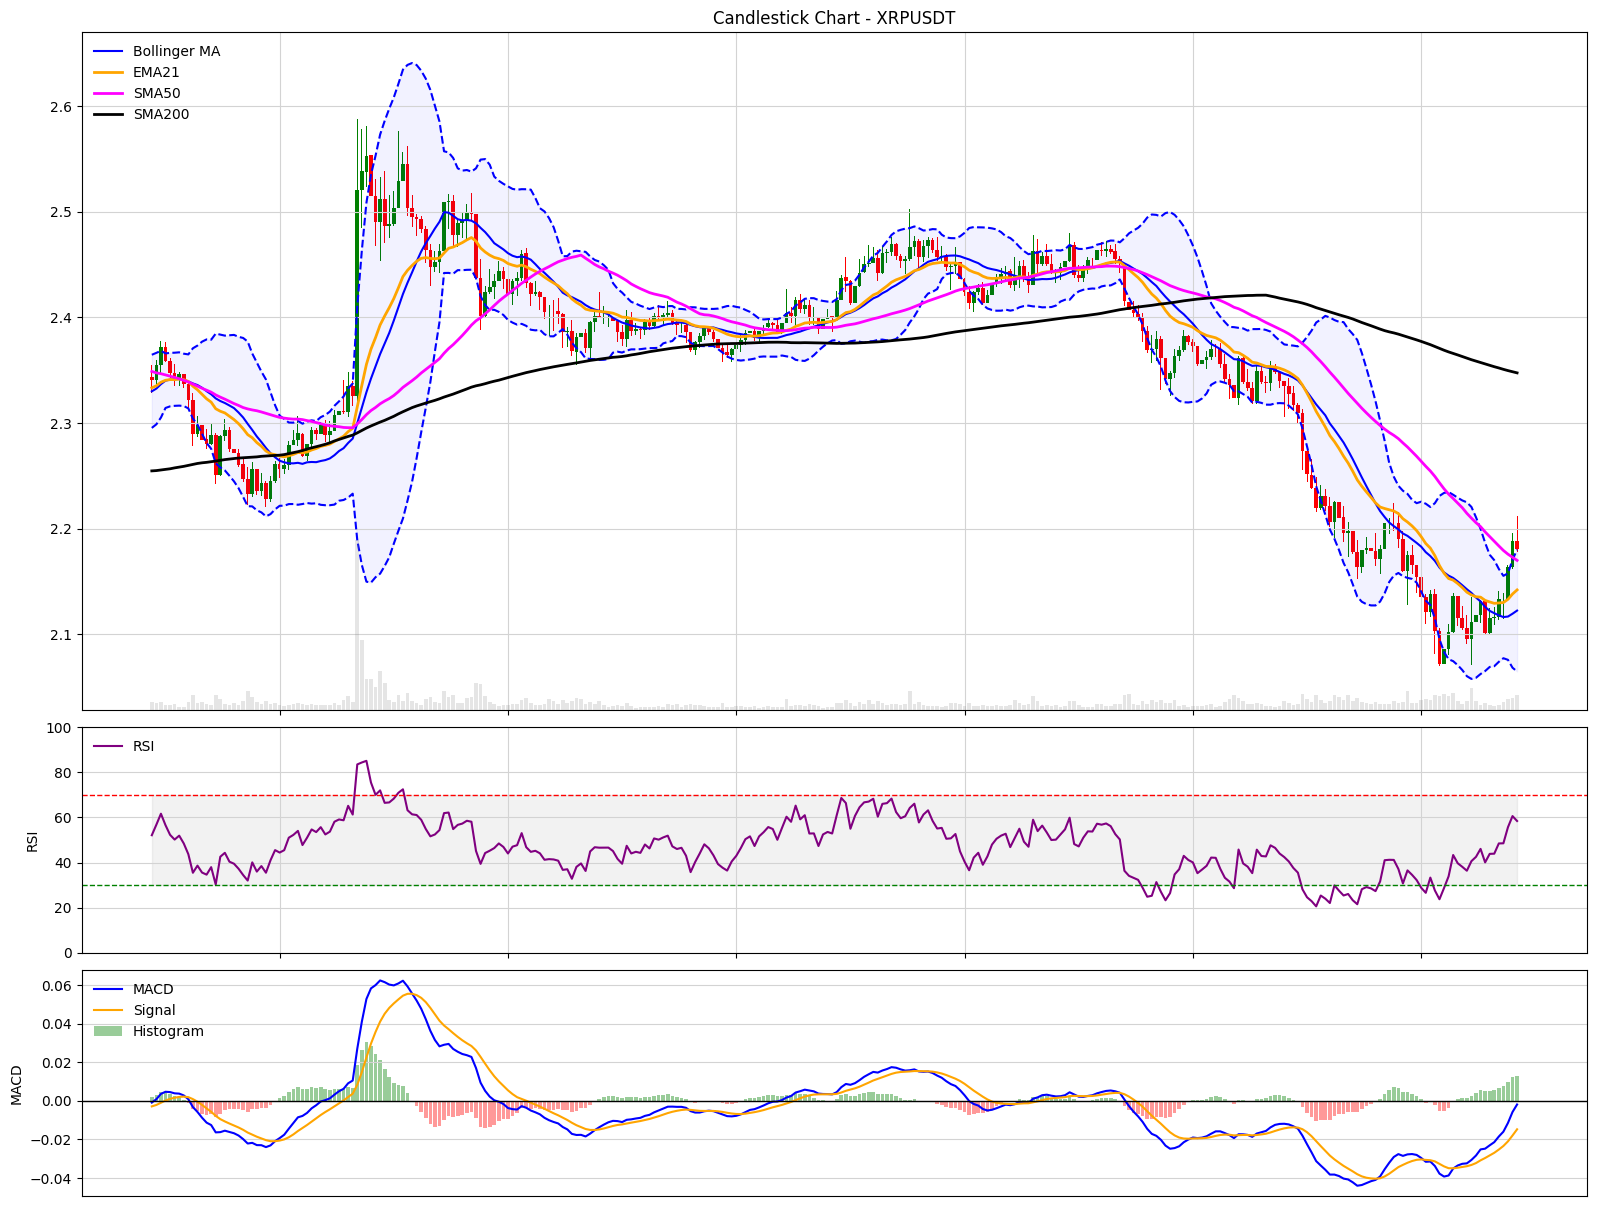 Candlestick Chart - XRPUSDT
Bollinger MA
EMA21
SMA50
SMA200
2.6
2.5
2.4
2.3
2.2
2.1
RSI
100
80
60
40
20
0
RSI
MACD
Signal
Histogram
0.06
0.04
0.02
0.00
−0.02
−0.04
MACD